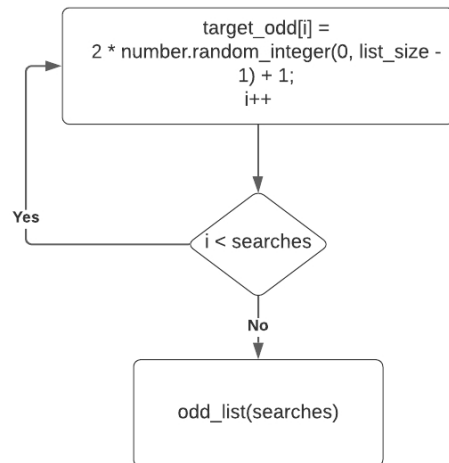 target_odd[i] =
2 * number.random_integer(0, list_size -
1) + 1;
i++
Yes
i < searches
No
odd_list(searches)